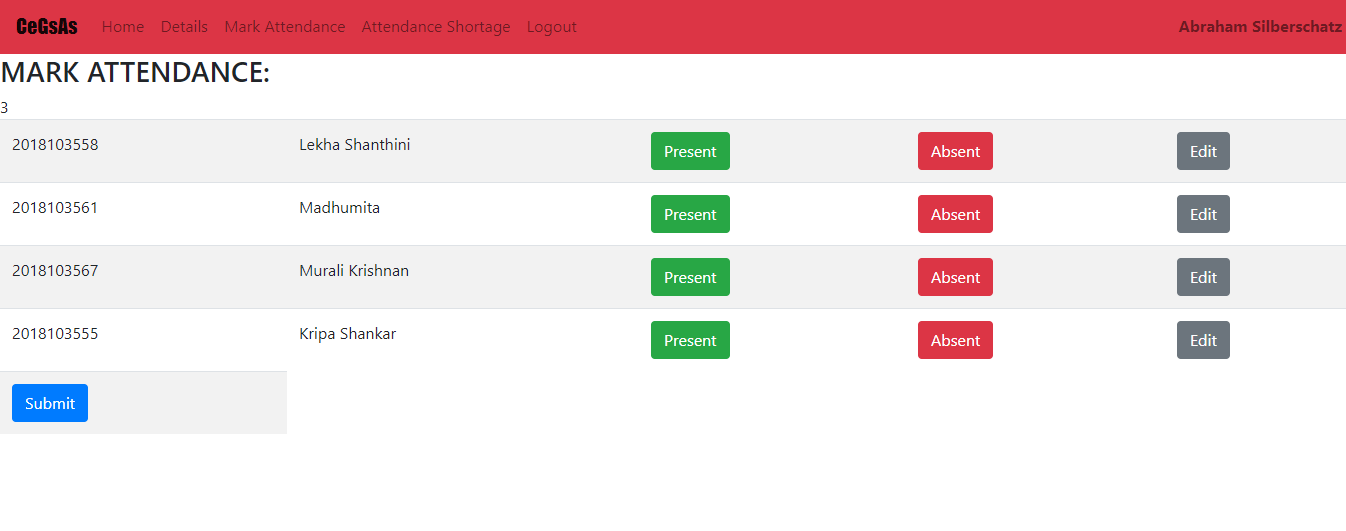 CeGsAs Home Details Mark Attendance Attendance Shortage Logout Abraham Silberschatz
MARK ATTENDANCE:
3
2018103558 Lekha Shanthini Present Absent Edit
2018103561 Madhumita Present Absent Edit
2018103567 Murali Krishnan Present Absent Edit
2018103555 Kripa Shankar Present Absent Edit
Submit